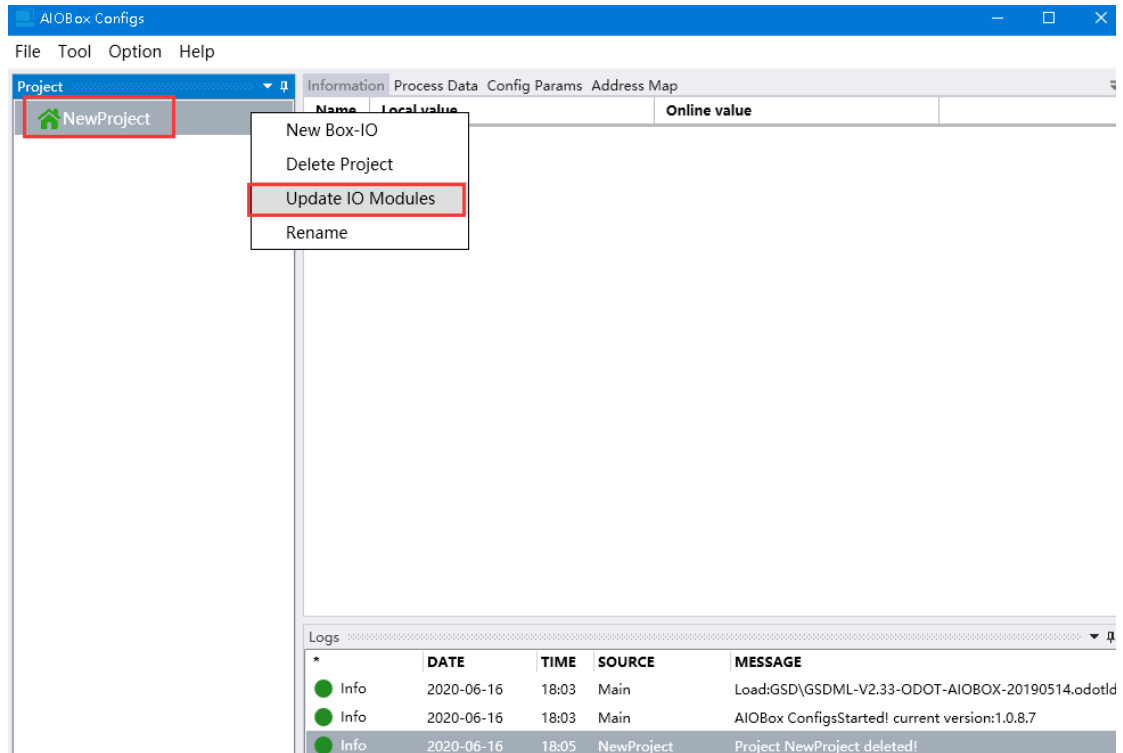 AIOBox Configs
File Tool Option Help
Project
NewProject
Information Process Data Config Params Address Map
Name Local value Online value
New Box-IO
Delete Project
Update IO Modules
Rename
Logs
* DATE TIME SOURCE MESSAGE
Info 2020-06-16 18:03 Main Load:GSD\GSDML-V2.33-ODOT-AIOBOX-20190514.odotld
Info 2020-06-16 18:03 Main AIOBox ConfigsStarted! current version:1.0.8.7
Info 2020-06-16 18:05 NewProject Project NewProject deleted!